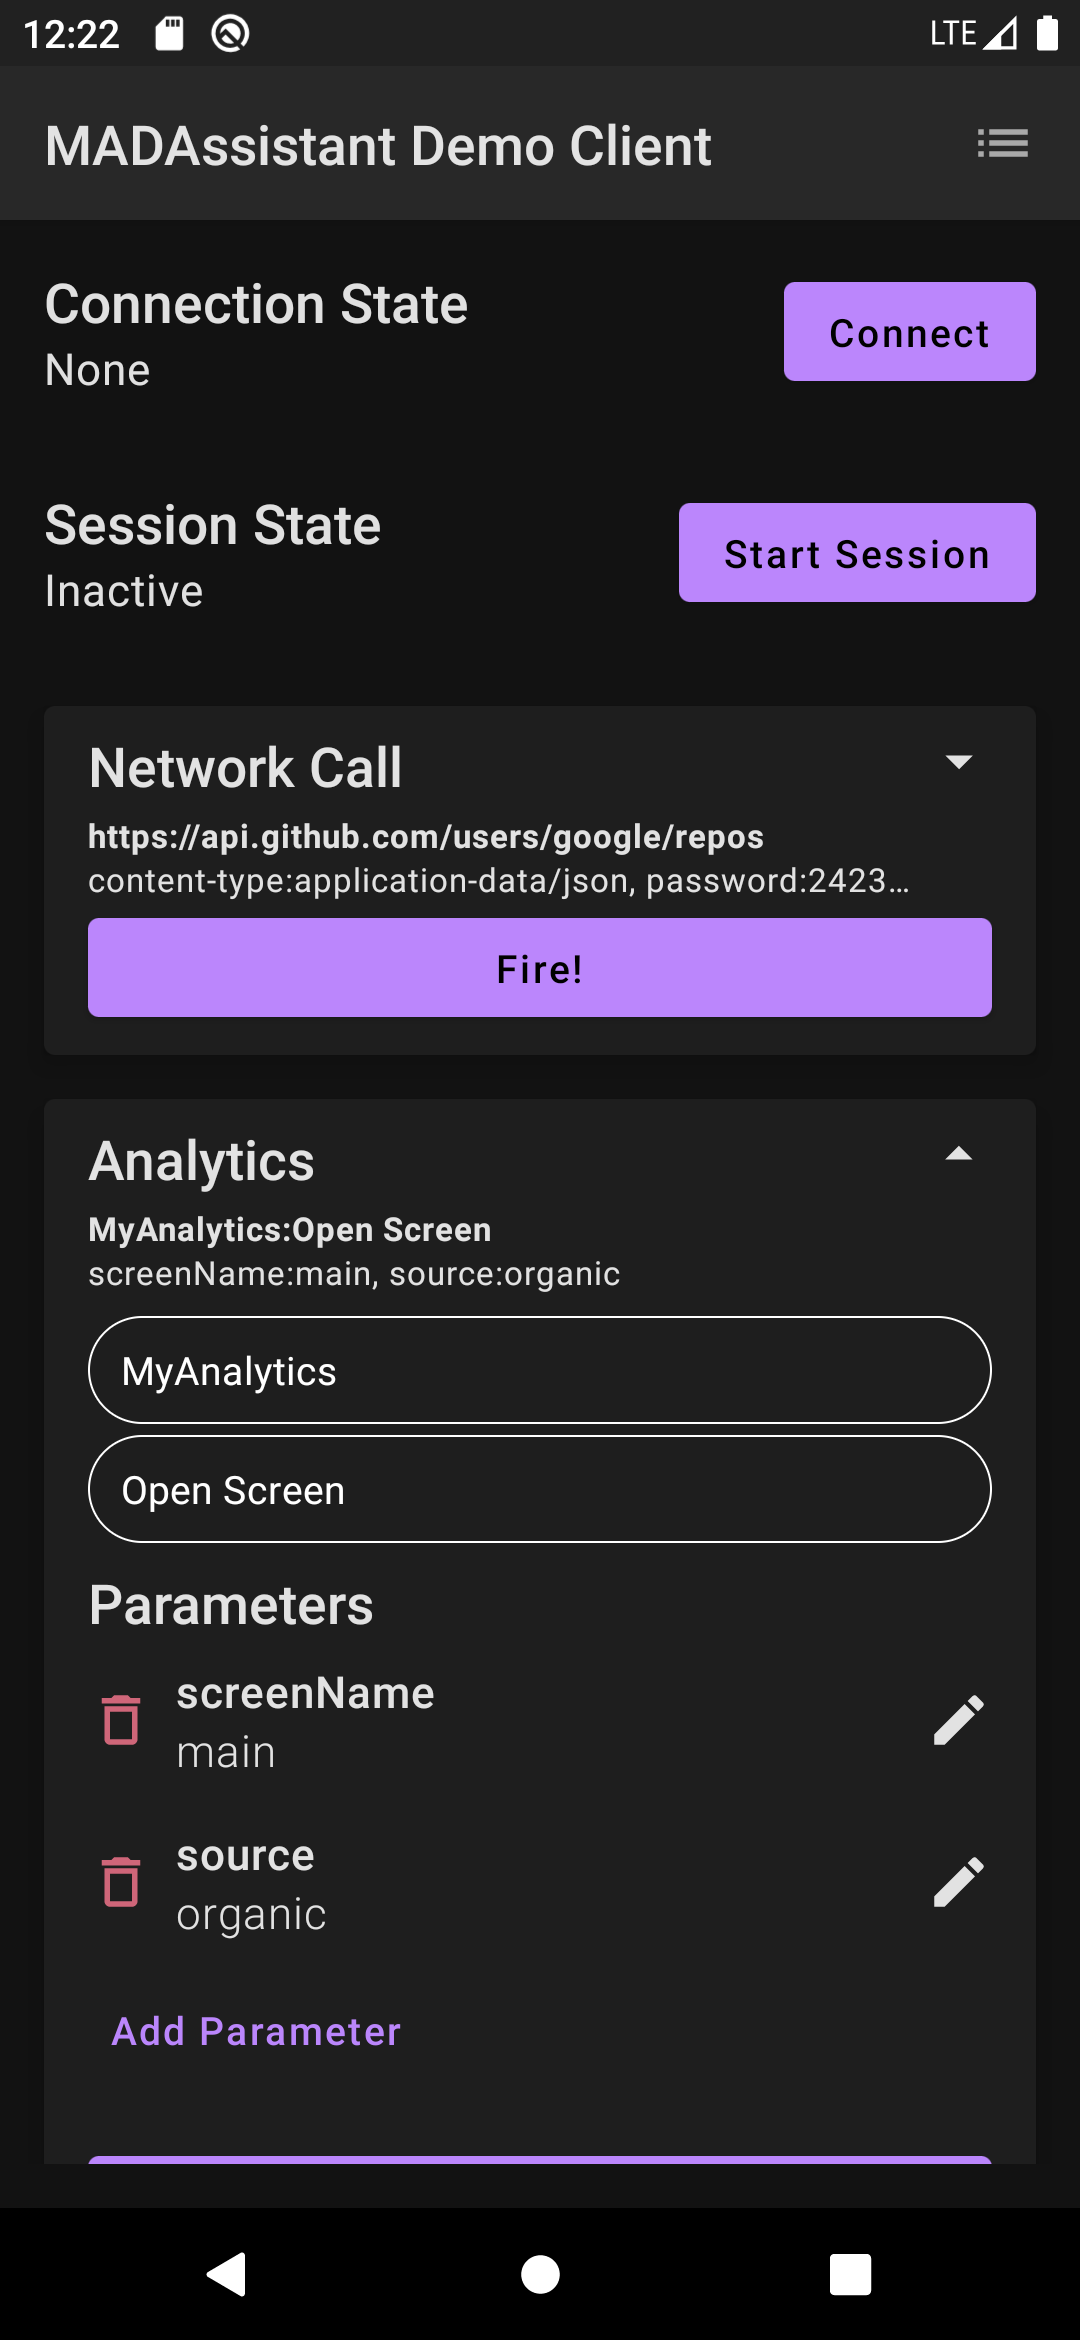 12:22
LTE
MADAssistant Demo Client
Connection State
None
Connect
Session State
Inactive
Start Session
Network Call
https://api.github.com/users/google/repos
content-type:application-data/json, password:2423…
Fire!
Analytics
MyAnalytics:Open Screen
screenName:main, source:organic
MyAnalytics
Open Screen
Parameters
screenName
main
source
organic
Add Parameter